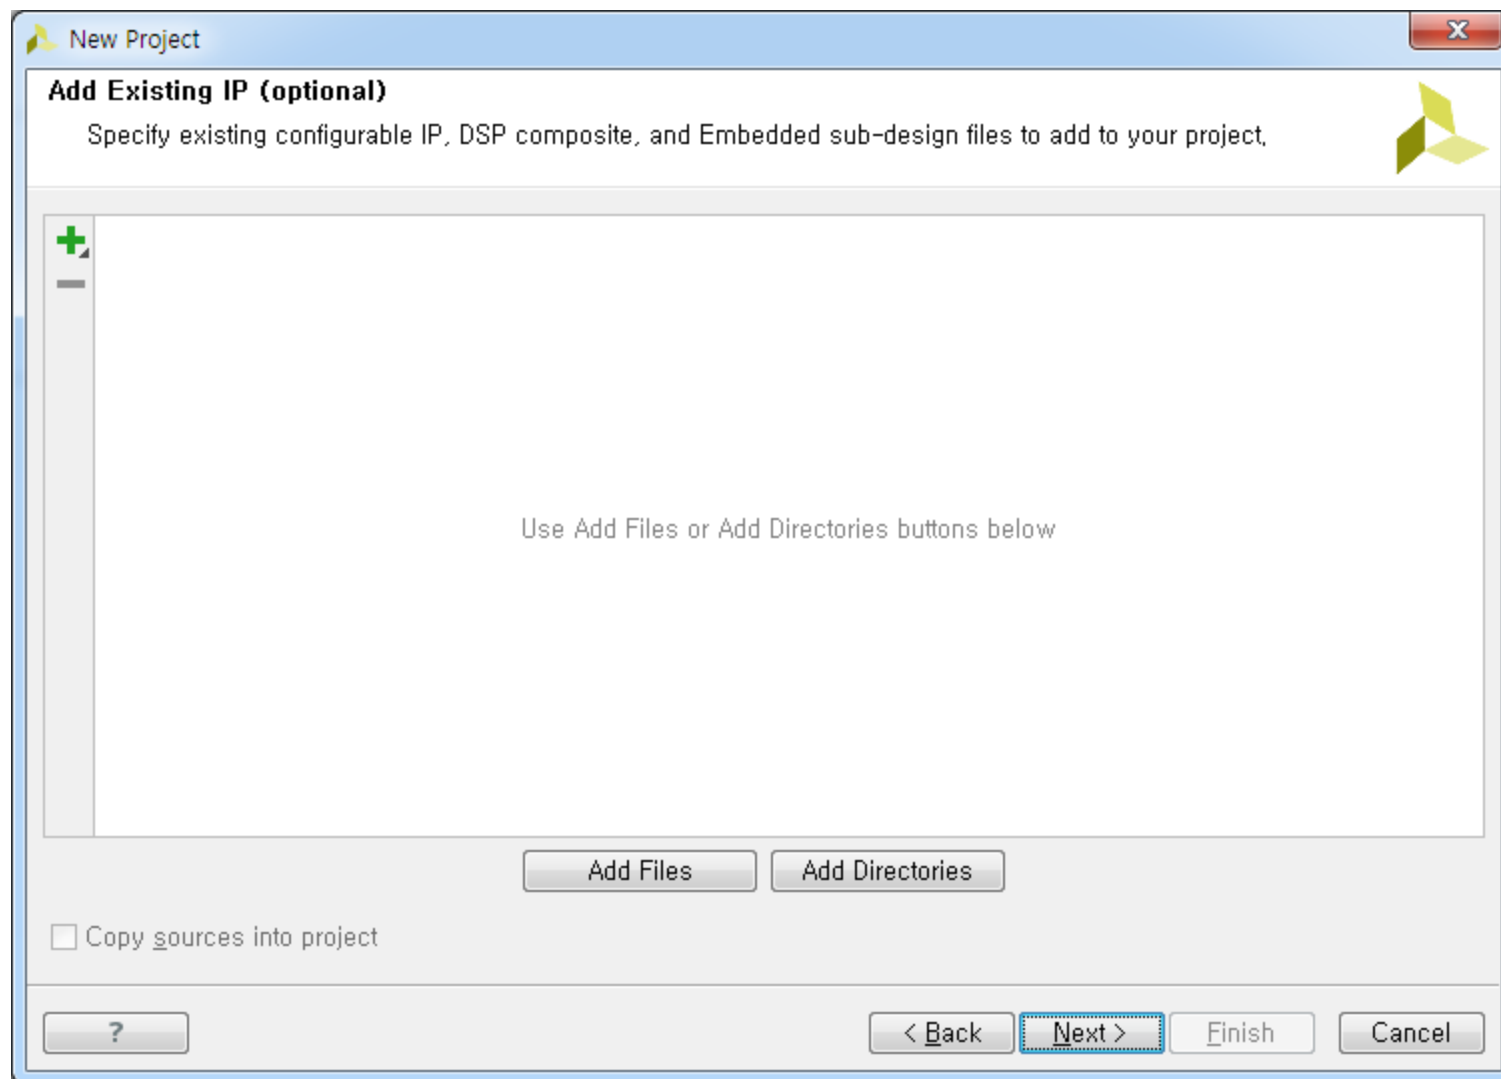 New Project
Add Existing IP (optional)
Specify existing configurable IP, DSP composite, and Embedded sub-design files to add to your project.
Use Add Files or Add Directories buttons below
Add Files
Add Directories
Copy sources into project
?
< Back
Next >
Finish
Cancel